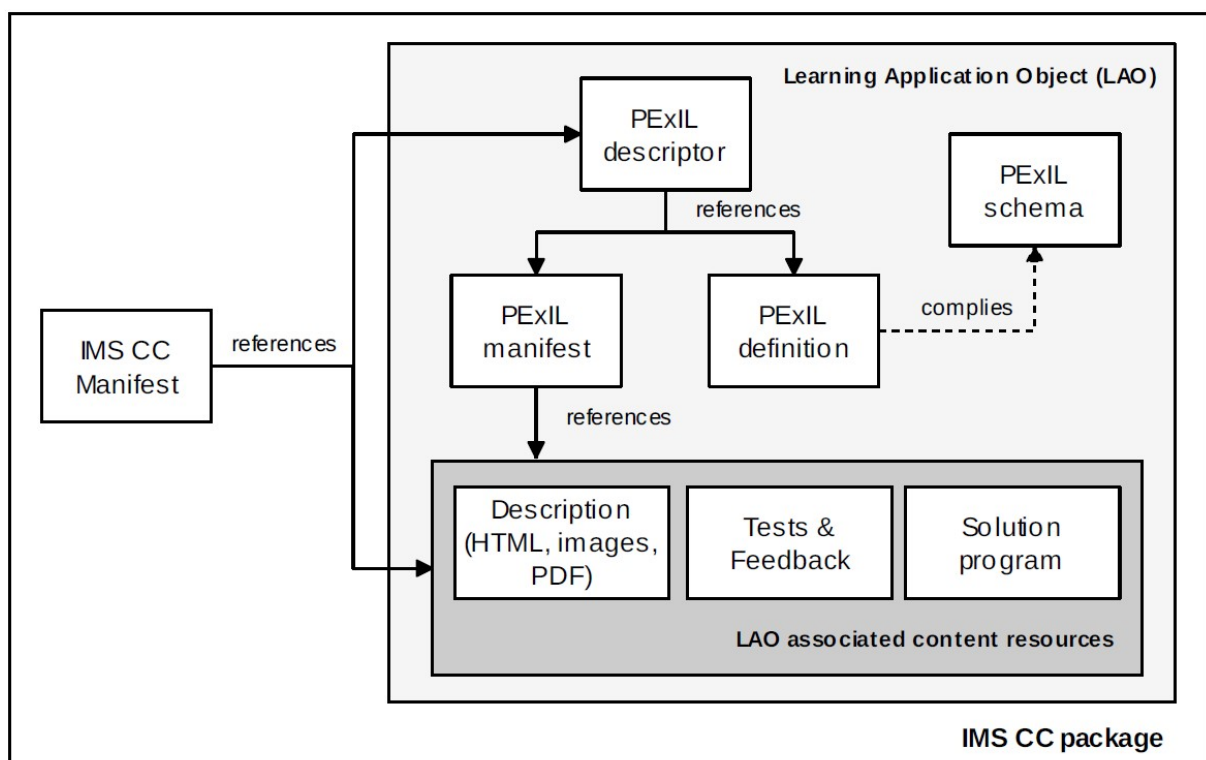 Learning Application Object (LAO)
PExIL
descriptor
PExIL
schema
references
PExIL
manifest
PExIL
definition
complies
IMS CC
Manifest
references
references
Description
(HTML, images,
PDF)
Tests &
Feedback
Solution
program
LAO associated content resources
IMS CC package